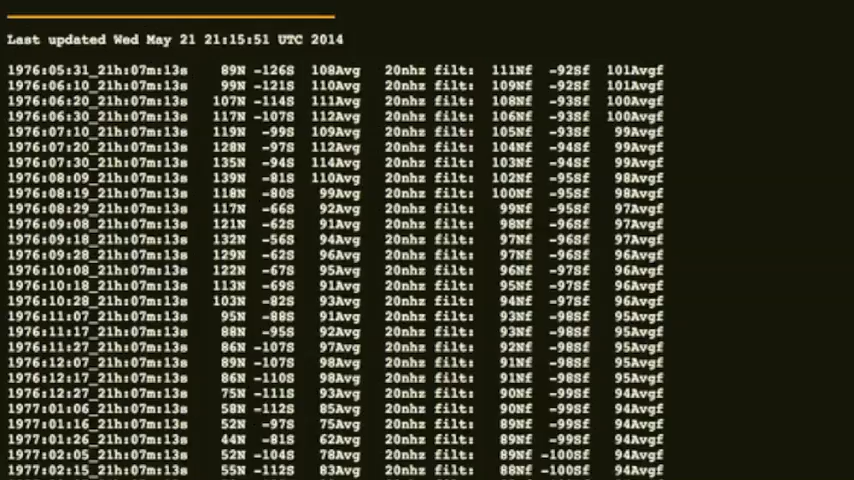 Last updated Wed May 21 21:15:51 UTC 2014
1976:05:31_21h:07m:13s 89N -126S 108Avg 20nhz filt: 111Nf -92Sf 101Avgf
1976:06:10_21h:07m:13s 99N -121S 110Avg 20nhz filt: 109Nf -92Sf 101Avgf
1976:06:20_21h:07m:13s 107N -114S 111Avg 20nhz filt: 108Nf -93Sf 100Avgf
1976:06:30_21h:07m:13s 117N -107S 112Avg 20nhz filt: 106Nf -93Sf 100Avgf
1976:07:10_21h:07m:13s 119N -99S 109Avg 20nhz filt: 105Nf -93Sf 99Avgf
1976:07:20_21h:07m:13s 128N -97S 112Avg 20nhz filt: 104Nf -94Sf 99Avgf
1976:07:30_21h:07m:13s 135N -94S 114Avg 20nhz filt: 103Nf -94Sf 99Avgf
1976:08:09_21h:07m:13s 139N -81S 110Avg 20nhz filt: 102Nf -95Sf 98Avgf
1976:08:19_21h:07m:13s 118N -80S 99Avg 20nhz filt: 100Nf -95Sf 98Avgf
1976:08:29_21h:07m:13s 117N -66S 92Avg 20nhz filt: 99Nf -95Sf 97Avgf
1976:09:08_21h:07m:13s 121N -62S 91Avg 20nhz filt: 98Nf -96Sf 97Avgf
1976:09:18_21h:07m:13s 132N -56S 94Avg 20nhz filt: 97Nf -96Sf 97Avgf
1976:09:28_21h:07m:13s 129N -62S 96Avg 20nhz filt: 97Nf -96Sf 96Avgf
1976:10:08_21h:07m:13s 122N -67S 95Avg 20nhz filt: 96Nf -97Sf 96Avgf
1976:10:18_21h:07m:13s 113N -69S 91Avg 20nhz filt: 95Nf -97Sf 96Avgf
1976:10:28_21h:07m:13s 103N -82S 93Avg 20nhz filt: 94Nf -97Sf 96Avgf
1976:11:07_21h:07m:13s 95N -88S 91Avg 20nhz filt: 93Nf -98Sf 95Avgf
1976:11:17_21h:07m:13s 88N -95S 92Avg 20nhz filt: 93Nf -98Sf 95Avgf
1976:11:27_21h:07m:13s 86N -107S 97Avg 20nhz filt: 92Nf -98Sf 95Avgf
1976:12:07_21h:07m:13s 89N -107S 98Avg 20nhz filt: 91Nf -98Sf 95Avgf
1976:12:17_21h:07m:13s 86N -110S 98Avg 20nhz filt: 91Nf -98Sf 95Avgf
1976:12:27_21h:07m:13s 75N -111S 93Avg 20nhz filt: 90Nf -99Sf 94Avgf
1977:01:06_21h:07m:13s 58N -112S 85Avg 20nhz filt: 90Nf -99Sf 94Avgf
1977:01:16_21h:07m:13s 52N -97S 75Avg 20nhz filt: 89Nf -99Sf 94Avgf
1977:01:26_21h:07m:13s 44N -81S 62Avg 20nhz filt: 89Nf -99Sf 94Avgf
1977:02:05_21h:07m:13s 52N -104S 78Avg 20nhz filt: 89Nf -100Sf 94Avgf
1977:02:15_21h:07m:13s 55N -112S 83Avg 20nhz filt: 88Nf -100Sf 94Avgf